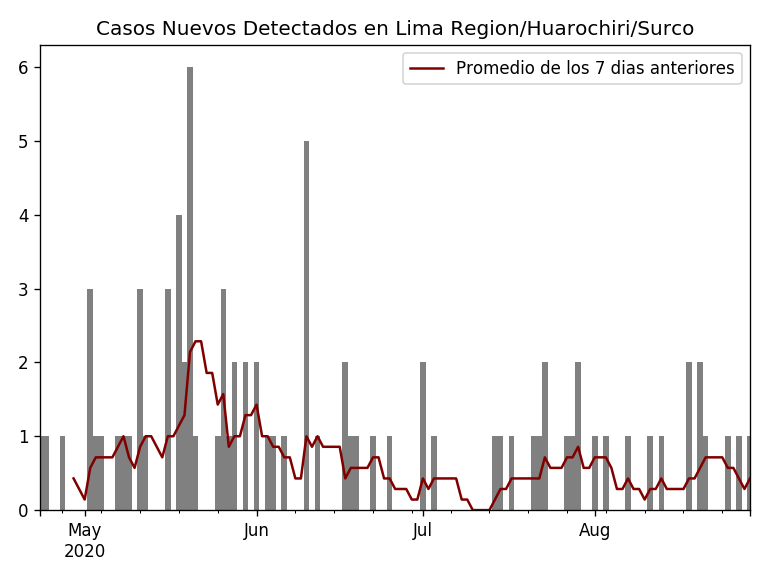 Casos Nuevos Detectados en Lima Region/Huarochiri/Surco
Promedio de los 7 dias anteriores
6
5
4
3
2
1
0
May Jun Jul Aug
2020